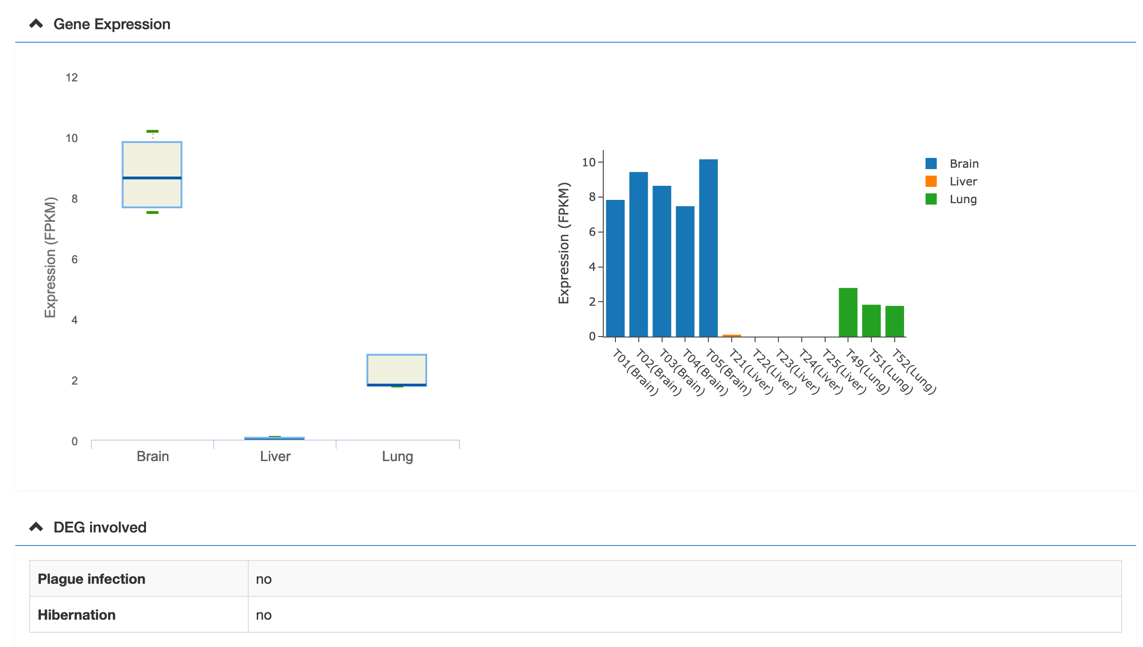 Gene Expression
12
10
8
6
4
2
0
Expression (FPKM)
Brain
Liver
Lung
10
8
6
4
2
0
Expression (FPKM)
T01(Brain)
T02(Brain)
T03(Brain)
T04(Brain)
T05(Brain)
T21(Liver)
T22(Liver)
T23(Liver)
T24(Liver)
T25(Liver)
T49(Lung)
T51(Lung)
T52(Lung)
Brain
Liver
Lung
DEG involved
Plague infection no
Hibernation no